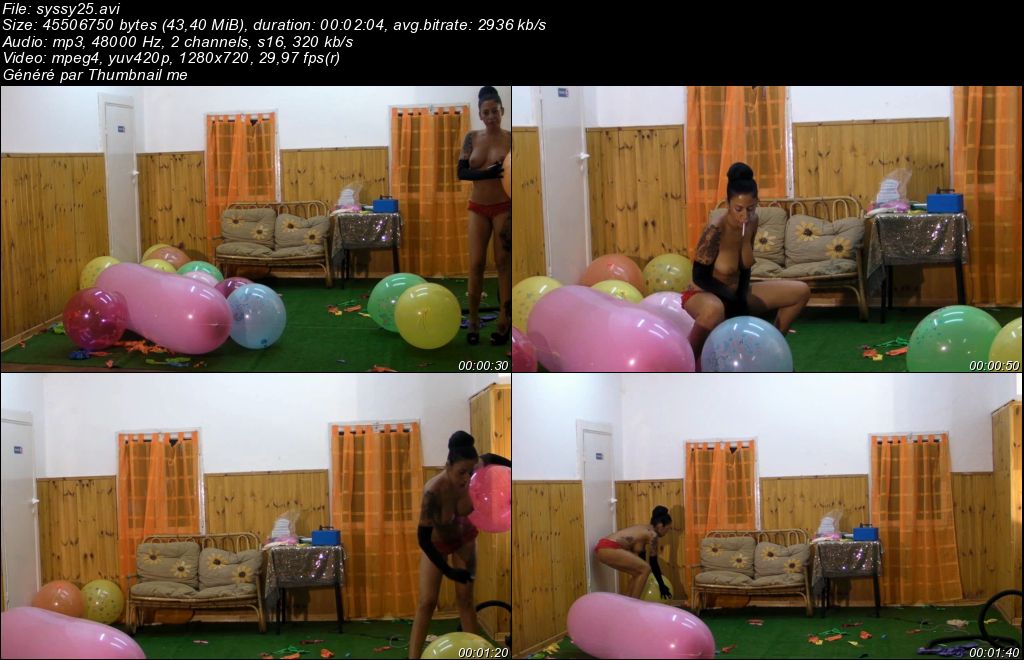 File: syssy25.avi
Size: 45506750 bytes (43,40 MiB), duration: 00:02:04, avg.bitrate: 2936 kb/s
Audio: mp3, 48000 Hz, 2 channels, s16, 320 kb/s
Video: mpeg4, yuv420p, 1280x720, 29,97 fps(r)
Généré par Thumbnail me
00:00:30
00:00:50
00:01:20
00:01:40